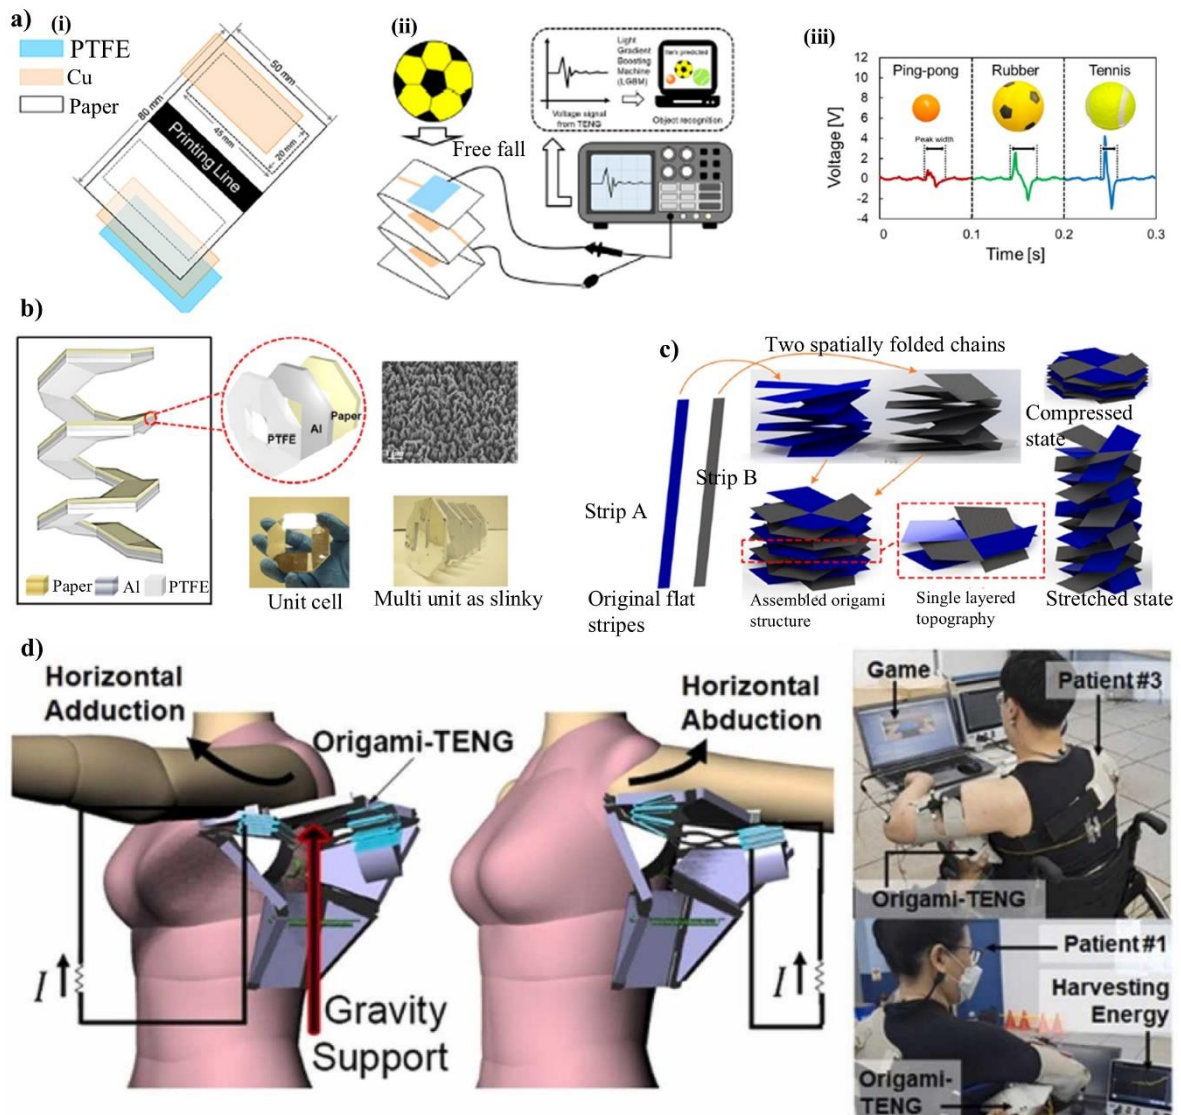 a)
(i)
PTFE
Cu
Paper
50 mm
80 mm
45 mm
20 mm
Printing Line
(ii)
Free fall
Voltage signal
from TENG
Light
Gradient
Boosting
Machine
(LGBM)
Item predicted
Object recognition
(iii)
Voltage [V]
12
10
8
6
4
2
0
-2
-4
Ping-pong
Rubber
Tennis
Peak width
0
0.1
0.2
0.3
Time [s]
b)
PTFE
Al
Paper
Paper
Al
PTFE
Unit cell
Multi unit as slinky
c)
Two spatially folded chains
Strip A
Strip B
Original flat
stripes
Assembled origami
structure
Single layered
topography
Compressed
state
Stretched state
d)
Horizontal
Adduction
Origami-TENG
I
Gravity
Support
Horizontal
Abduction
I
Game
Patient #3
Origami-TENG
Patient #1
Harvesting
Energy
Origami-
TENG